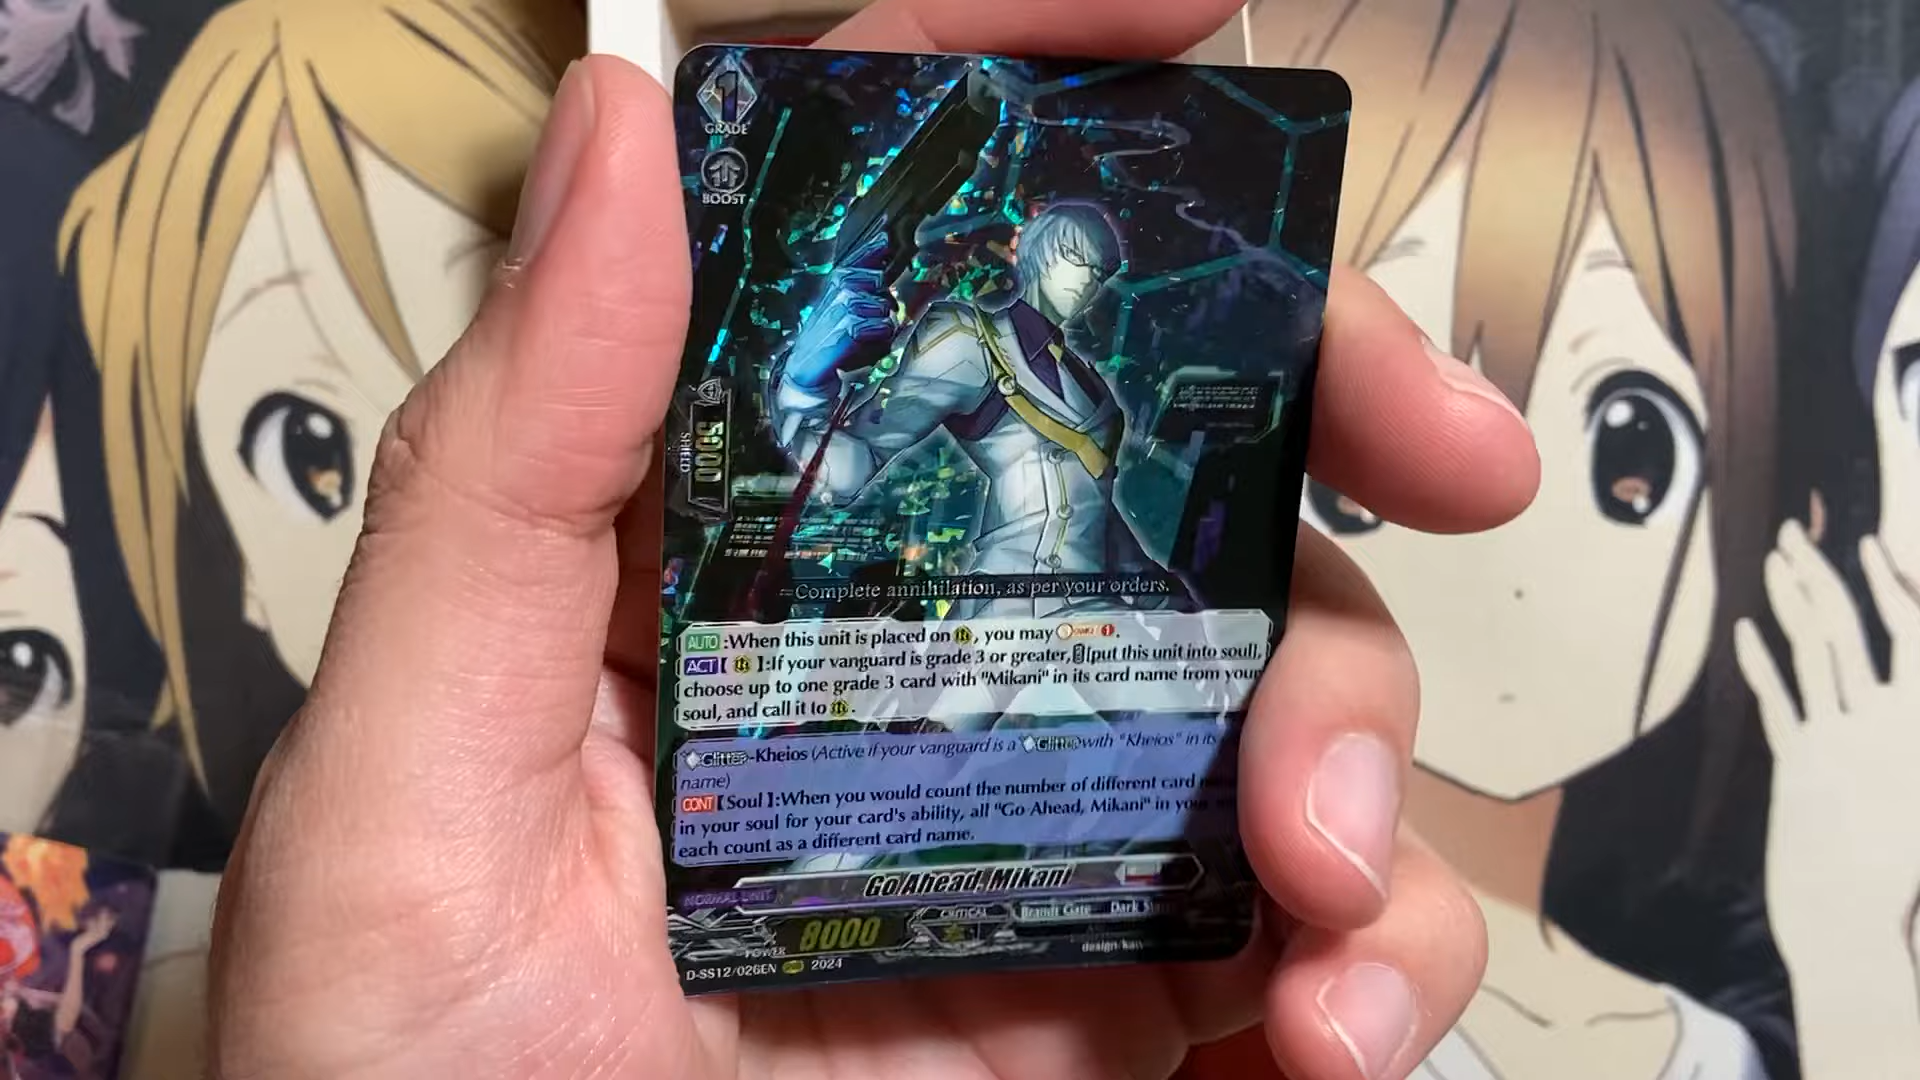 1
GRADE
BOOST
5000
SHIELD
Complete annihilation, as per your orders.
AUTO :When this unit is placed on , you may 1.
ACT【 】:If your vanguard is grade 3 or greater, [put this unit into soul],
choose up to one grade 3 card with "Mikani" in its card name from your
soul, and call it to .
Glitter-Kheios (Active if your vanguard is a Glitter with "Kheios" in its
name)
CONT【Soul】:When you would count the number of different card
in your soul for your card's ability, all "Go Ahead, Mikani" in
each count as a different card name.
Go Ahead, Mikani
NORMAL UNIT
POWER 8000 CRITICAL Brandt Gate Dark
D-SS12/026EN 2024 design/